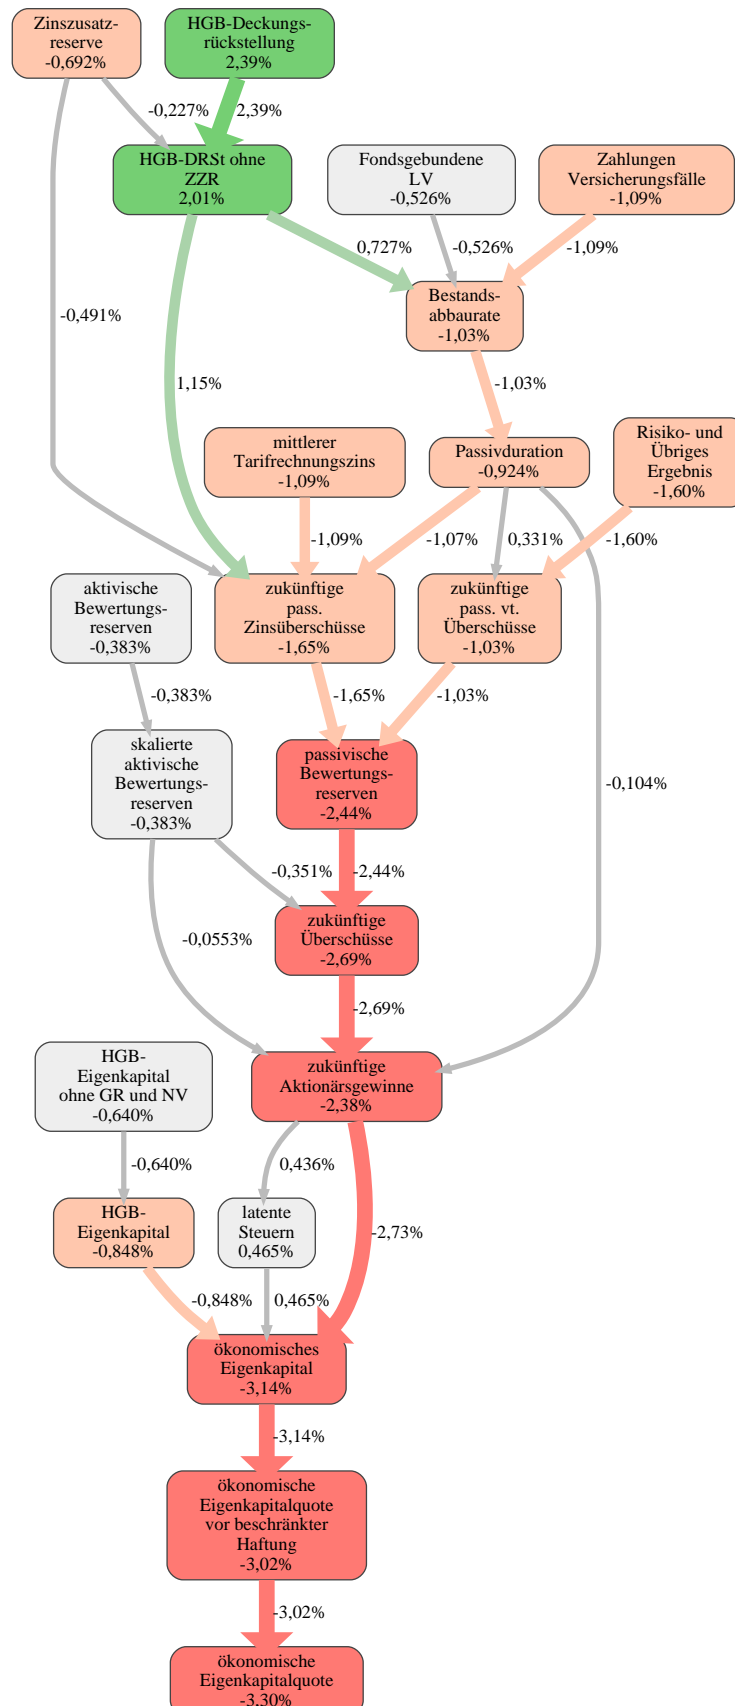 Zinszusatz-
reserve
-0,692%
HGB-Deckungs-
rückstellung
2,39%
-0,227%
2,39%
HGB-DRSt ohne
ZZR
2,01%
Fondsgebundene
LV
-0,526%
Zahlungen
Versicherungsfälle
-1,09%
0,727%
-0,526%
-1,09%
-0,491%
Bestands-
abbaurate
-1,03%
1,15%
-1,03%
mittlerer
Tarifrechnungszins
-1,09%
Passivduration
-0,924%
Risiko- und
Übriges
Ergebnis
-1,60%
-1,09%
-1,07%
0,331%
-1,60%
aktivische
Bewertungs-
reserven
-0,383%
zukünftige
pass.
Zinsüberschüsse
-1,65%
zukünftige
pass. vt.
Überschüsse
-1,03%
-0,383%
-1,65%
-1,03%
skalierte
aktivische
Bewertungs-
reserven
-0,383%
passivische
Bewertungs-
reserven
-2,44%
-0,104%
-0,351%
-2,44%
-0,0553%
zukünftige
Überschüsse
-2,69%
-2,69%
HGB-
Eigenkapital
ohne GR und NV
-0,640%
zukünftige
Aktionärsgewinne
-2,38%
-0,640%
0,436%
-2,73%
HGB-
Eigenkapital
-0,848%
latente
Steuern
0,465%
-0,848%
0,465%
ökonomisches
Eigenkapital
-3,14%
-3,14%
ökonomische
Eigenkapitalquote
vor beschränkter
Haftung
-3,02%
-3,02%
ökonomische
Eigenkapitalquote
-3,30%